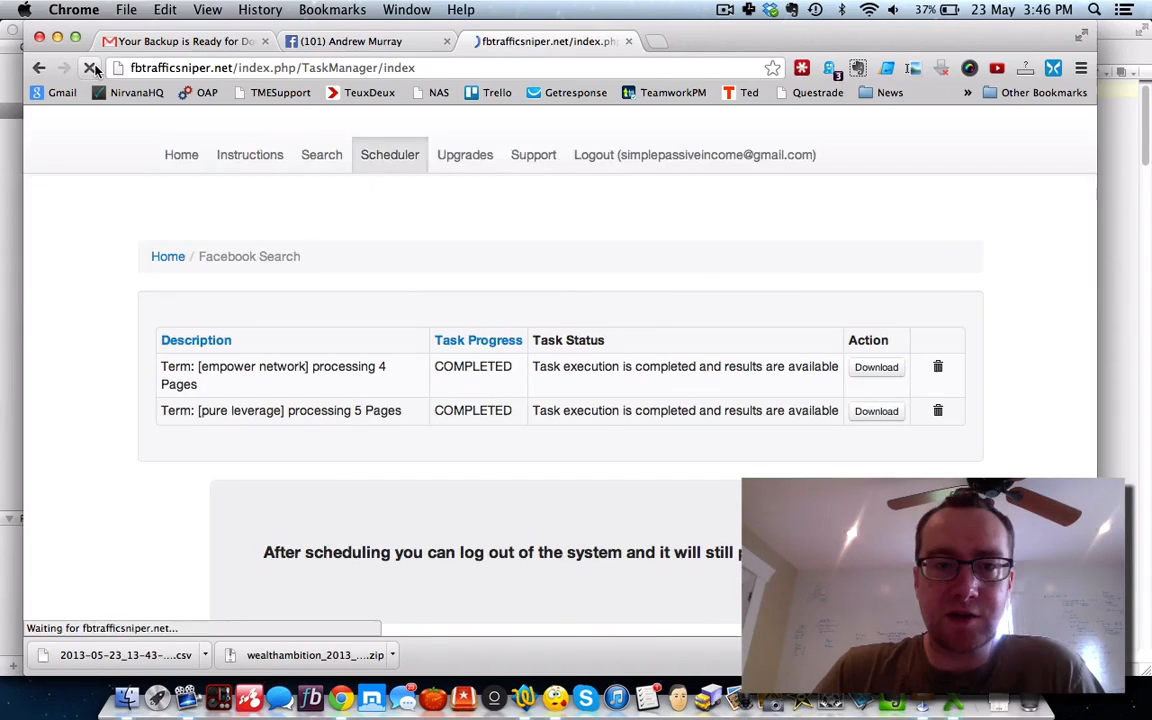 Chrome File Edit View History Bookmarks Window Help 37% 23 May 3:46 PM
Your Backup is Ready for Do (101) Andrew Murray fbtrafficsniper.net/index.ph
fbtrafficsniper.net/index.php/TaskManager/index 3
Gmail NirvanaHQ OAP TMESupport TeuxDeux NAS Trello Getresponse TeamworkPM Ted Questrade News » Other Bookmarks
Home Instructions Search Scheduler Upgrades Support Logout (simplepassiveincome@gmail.com)
Home / Facebook Search
Description Task Progress Task Status Action
Term: [empower network] processing 4 COMPLETED Task execution is completed and results are available Download
Pages
Term: [pure leverage] processing 5 Pages COMPLETED Task execution is completed and results are available Download
After scheduling you can log out of the system and it will still
Waiting for fbtrafficsniper.net...
2013-05-23_13-43-....csv wealthambition_2013_....zip